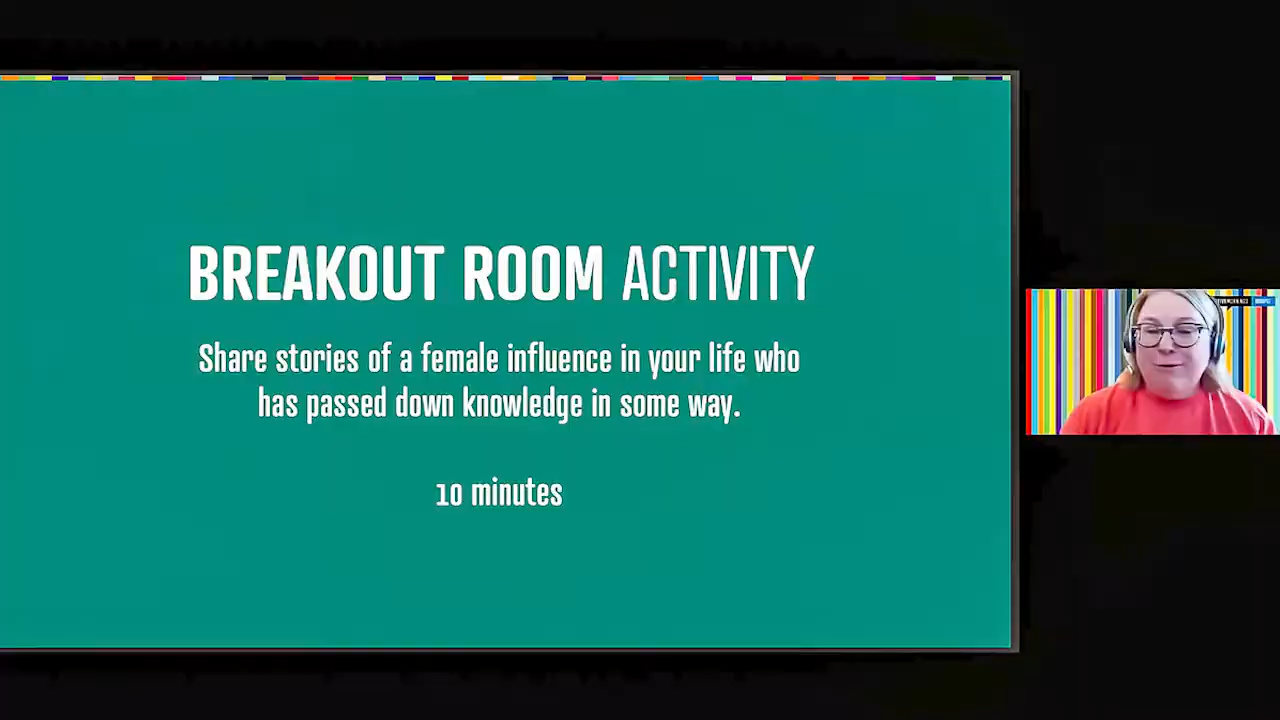 BREAKOUT ROOM ACTIVITY
Share stories of a female influence in your life who
has passed down knowledge in some way.
10 minutes